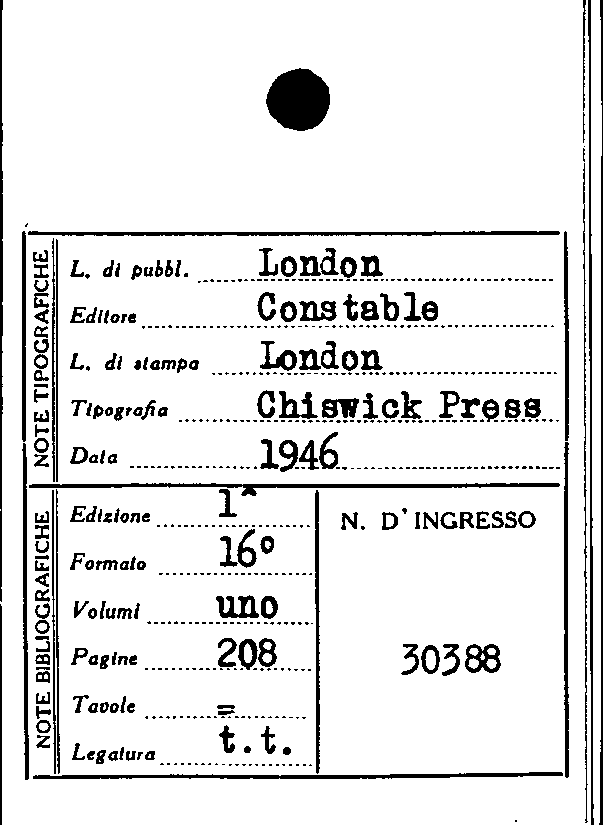 NOTE TIPOGRAFICHE
L. di pubbl. London
Editore Constable
L. di stampa London
Tipografia Chiswick Press
Data 1946
NOTE BIBLIOGRAFICHE
Edizione 1^
Formato 16º
Volumi uno
Pagine 208
Tavole =
Legatura t.t.
N. D'INGRESSO
30388